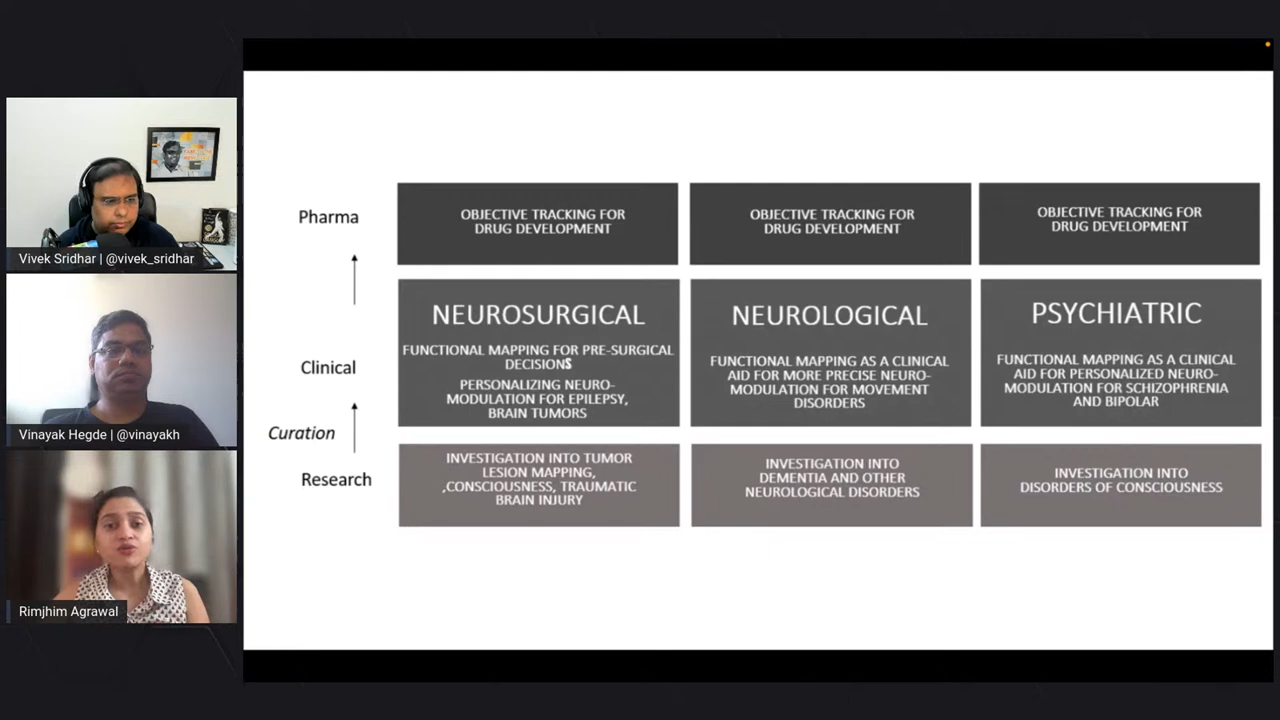 Vivek Sridhar | @vivek_sridhar
Vinayak Hegde | @vinayakh
Rimjhim Agrawal
Pharma
OBJECTIVE TRACKING FOR
DRUG DEVELOPMENT
OBJECTIVE TRACKING FOR
DRUG DEVELOPMENT
OBJECTIVE TRACKING FOR
DRUG DEVELOPMENT
Clinical
NEUROSURGICAL
FUNCTIONAL MAPPING FOR PRE-SURGICAL
DECISION$
PERSONALIZING NEURO-
MODULATION FOR EPILEPSY,
BRAIN TUMORS
NEUROLOGICAL
FUNCTIONAL MAPPING AS A CLINICAL
AID FOR MORE PRECISE NEURO-
MODULATION FOR MOVEMENT
DISORDERS
PSYCHIATRIC
FUNCTIONAL MAPPING AS A CLINICAL
AID FOR PERSONALIZED NEURO-
MODULATION FOR SCHIZOPHRENIA
AND BIPOLAR
Curation
Research
INVESTIGATION INTO TUMOR
LESION MAPPING,
,CONSCIOUSNESS, TRAUMATIC
BRAIN INJURY
INVESTIGATION INTO
DEMENTIA AND OTHER
NEUROLOGICAL DISORDERS
INVESTIGATION INTO
DISORDERS OF CONSCIOUSNESS